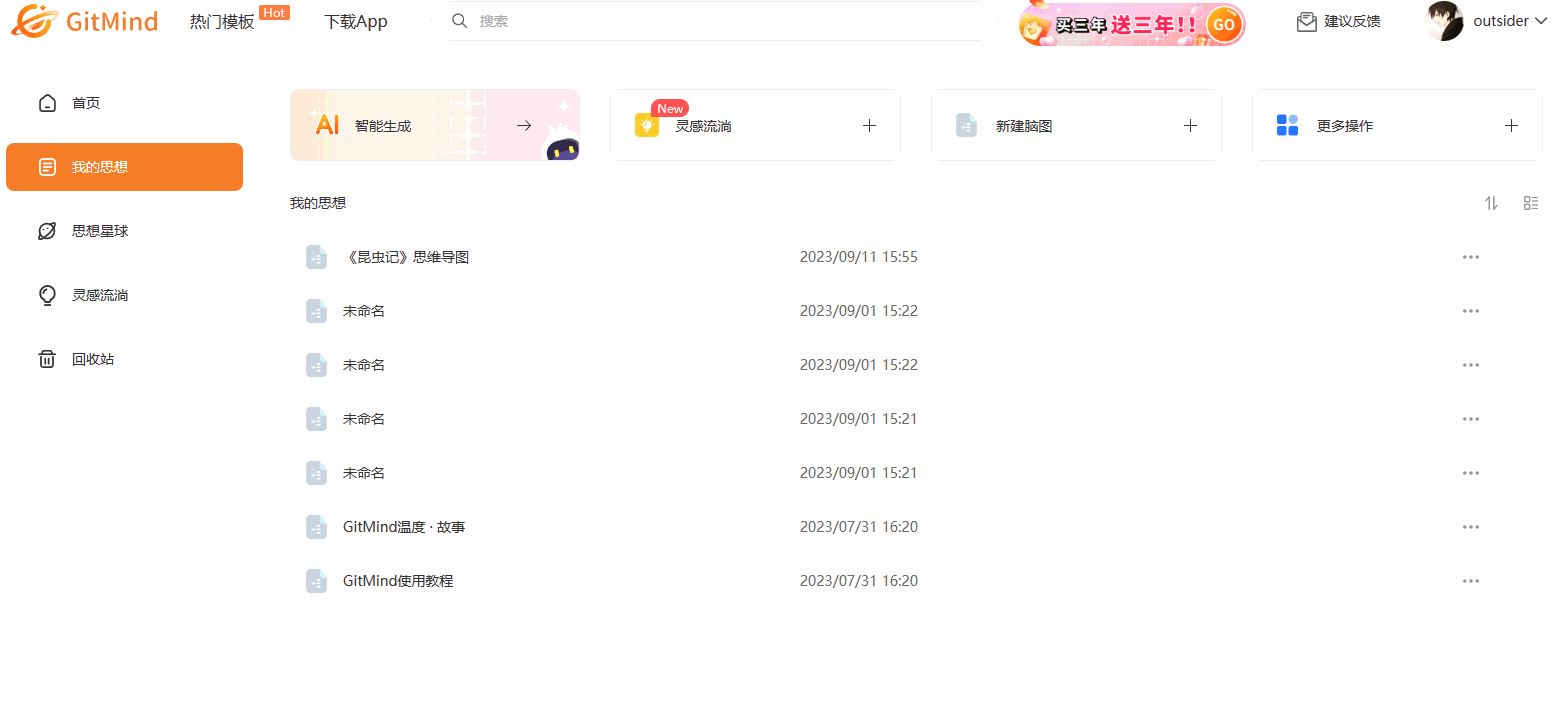 GitMind 热门模板 Hot 下载App 搜索 买三年 送三年!! GO 建议反馈 outsider
首页
我的思想
思想星球
灵感流淌
回收站
AI 智能生成
New
灵感流淌
新建脑图
更多操作
我的思想
《昆虫记》思维导图 2023/09/11 15:55
未命名 2023/09/01 15:22
未命名 2023/09/01 15:22
未命名 2023/09/01 15:21
未命名 2023/09/01 15:21
GitMind温度 · 故事 2023/07/31 16:20
GitMind使用教程 2023/07/31 16:20